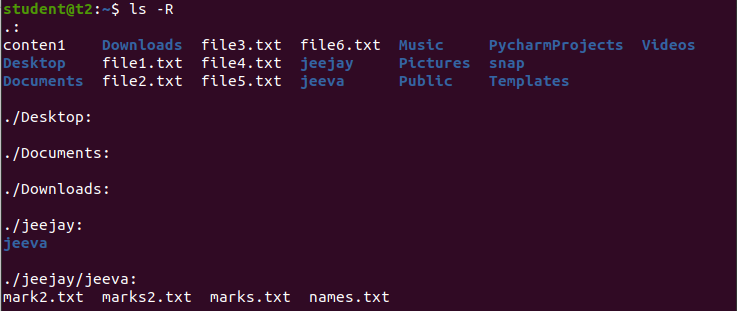 student@t2:~$ ls -R
.:
conten1    Downloads  file3.txt  file6.txt  Music     PycharmProjects  Videos
Desktop    file1.txt  file4.txt  jeejay     Pictures  snap
Documents  file2.txt  file5.txt  jeeva      Public    Templates

./Desktop:

./Documents:

./Downloads:

./jeejay:
jeeva

./jeejay/jeeva:
mark2.txt  marks2.txt  marks.txt  names.txt